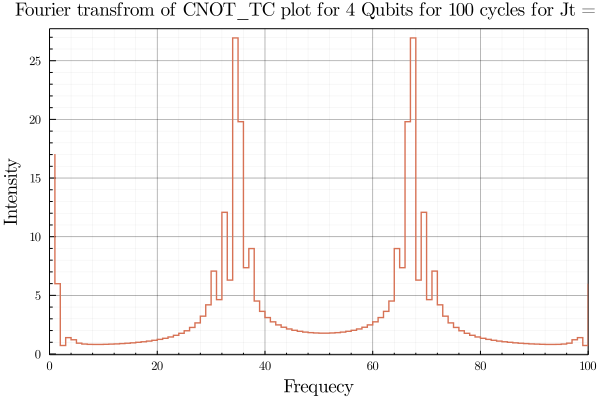 Fourier transfrom of CNOT_TC plot for 4 Qubits for 100 cycles for Jt =
Intensity
25
20
15
10
5
0
0 20 40 60 80 100
Frequecy